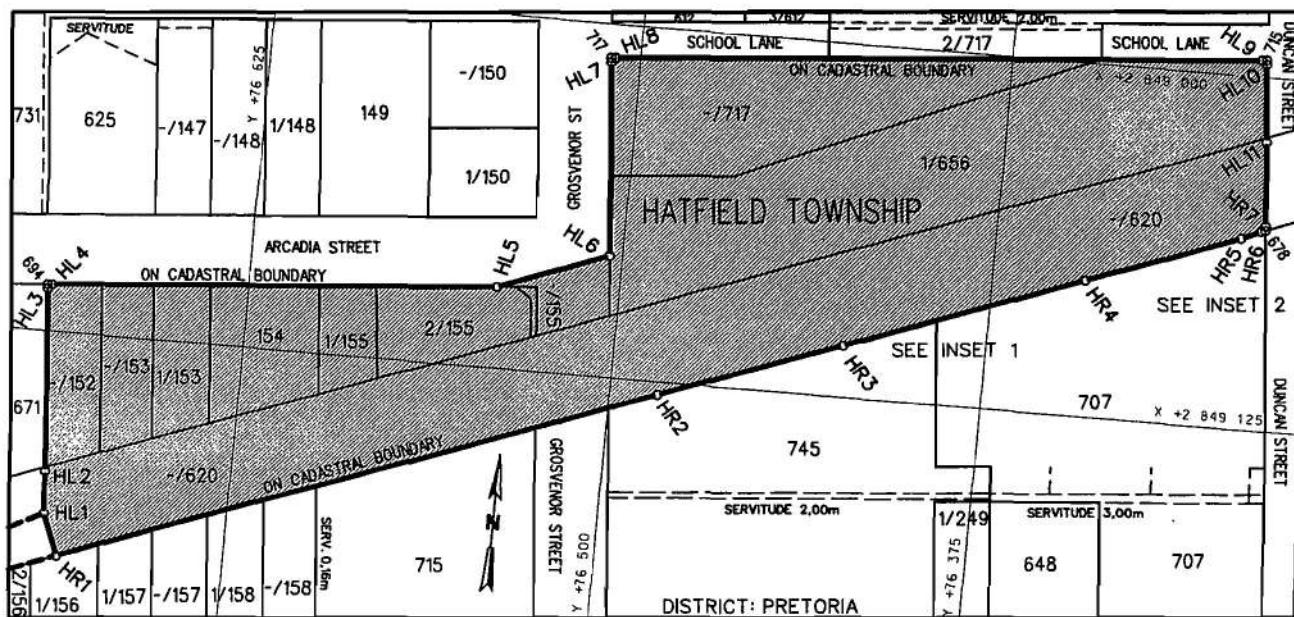 612
3/612
SERVITUDE 2,00m
SERVITUDE
717
HL8
SCHOOL LANE
2/717
SCHOOL LANE
HL9
715
DUNCAN STREET
HL7
ON CADASTRAL BOUNDARY
X +2 849 000
HL10
731
625
-/147
-/148
Y +76 625
1/148
149
-/150
1/150
GROSVENOR ST
-/717
1/656
HL11
HATFIELD TOWNSHIP
-/620
HR7
HL6
ARCADIA STREET
HL5
HR5
HR6
678
694
HL4
ON CADASTRAL BOUNDARY
HL3
HR4
SEE INSET 2
-/152
-/153
1/153
154
1/155
2/155
-/155
HR3
SEE INSET 1
671
HR2
707
X +2 849 125
DUNCAN STREET
HL2
-/620
ON CADASTRAL BOUNDARY
745
HL1
N
GROSVENOR STREET
SERVITUDE 2,00m
1/249
SERVITUDE 3,00m
HR1
SERV. 0,16m
2/156
1/156
1/157
-/157
1/158
-/158
715
Y +76 500
Y +76 375
648
707
DISTRICT: PRETORIA